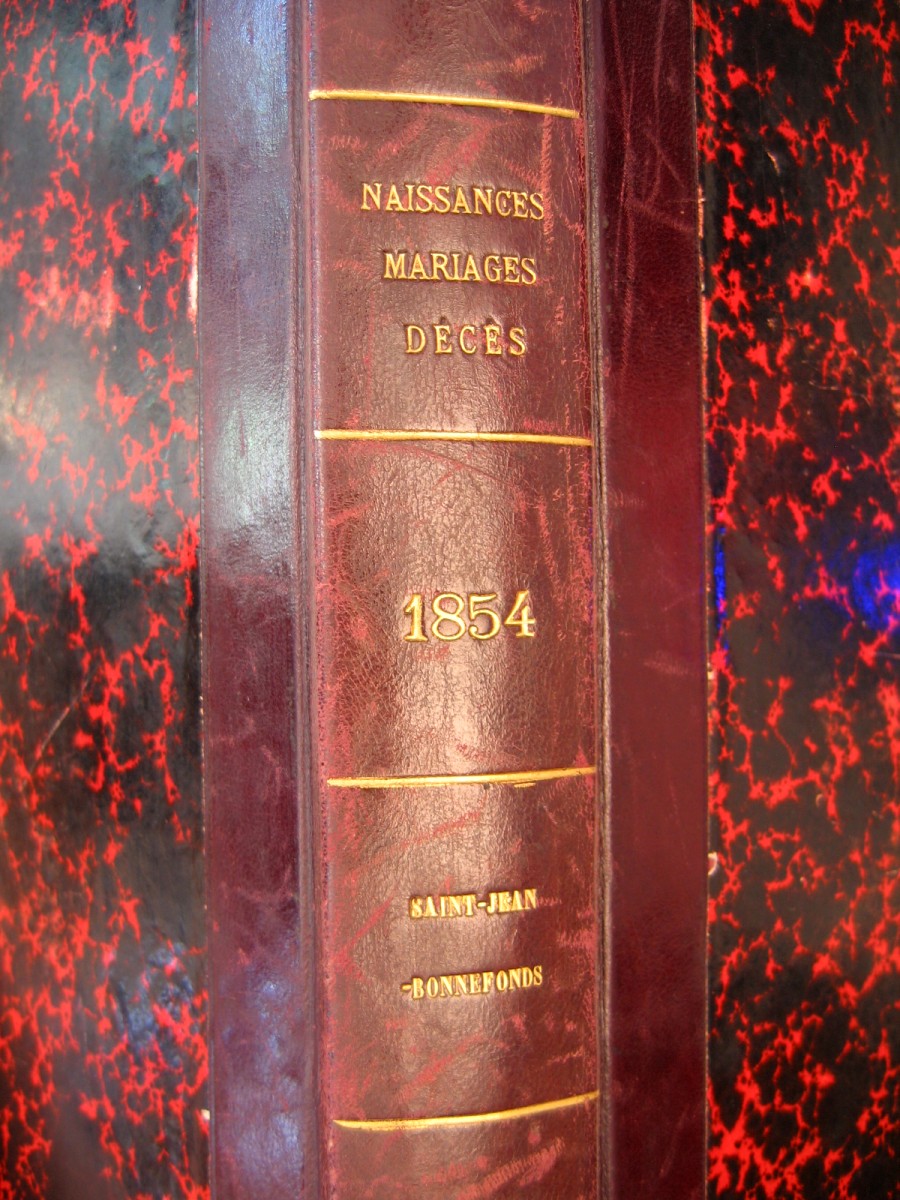 NAISSANCES
MARIAGES
DÉCÈS
1854
SAINT-JEAN
-BONNEFONDS